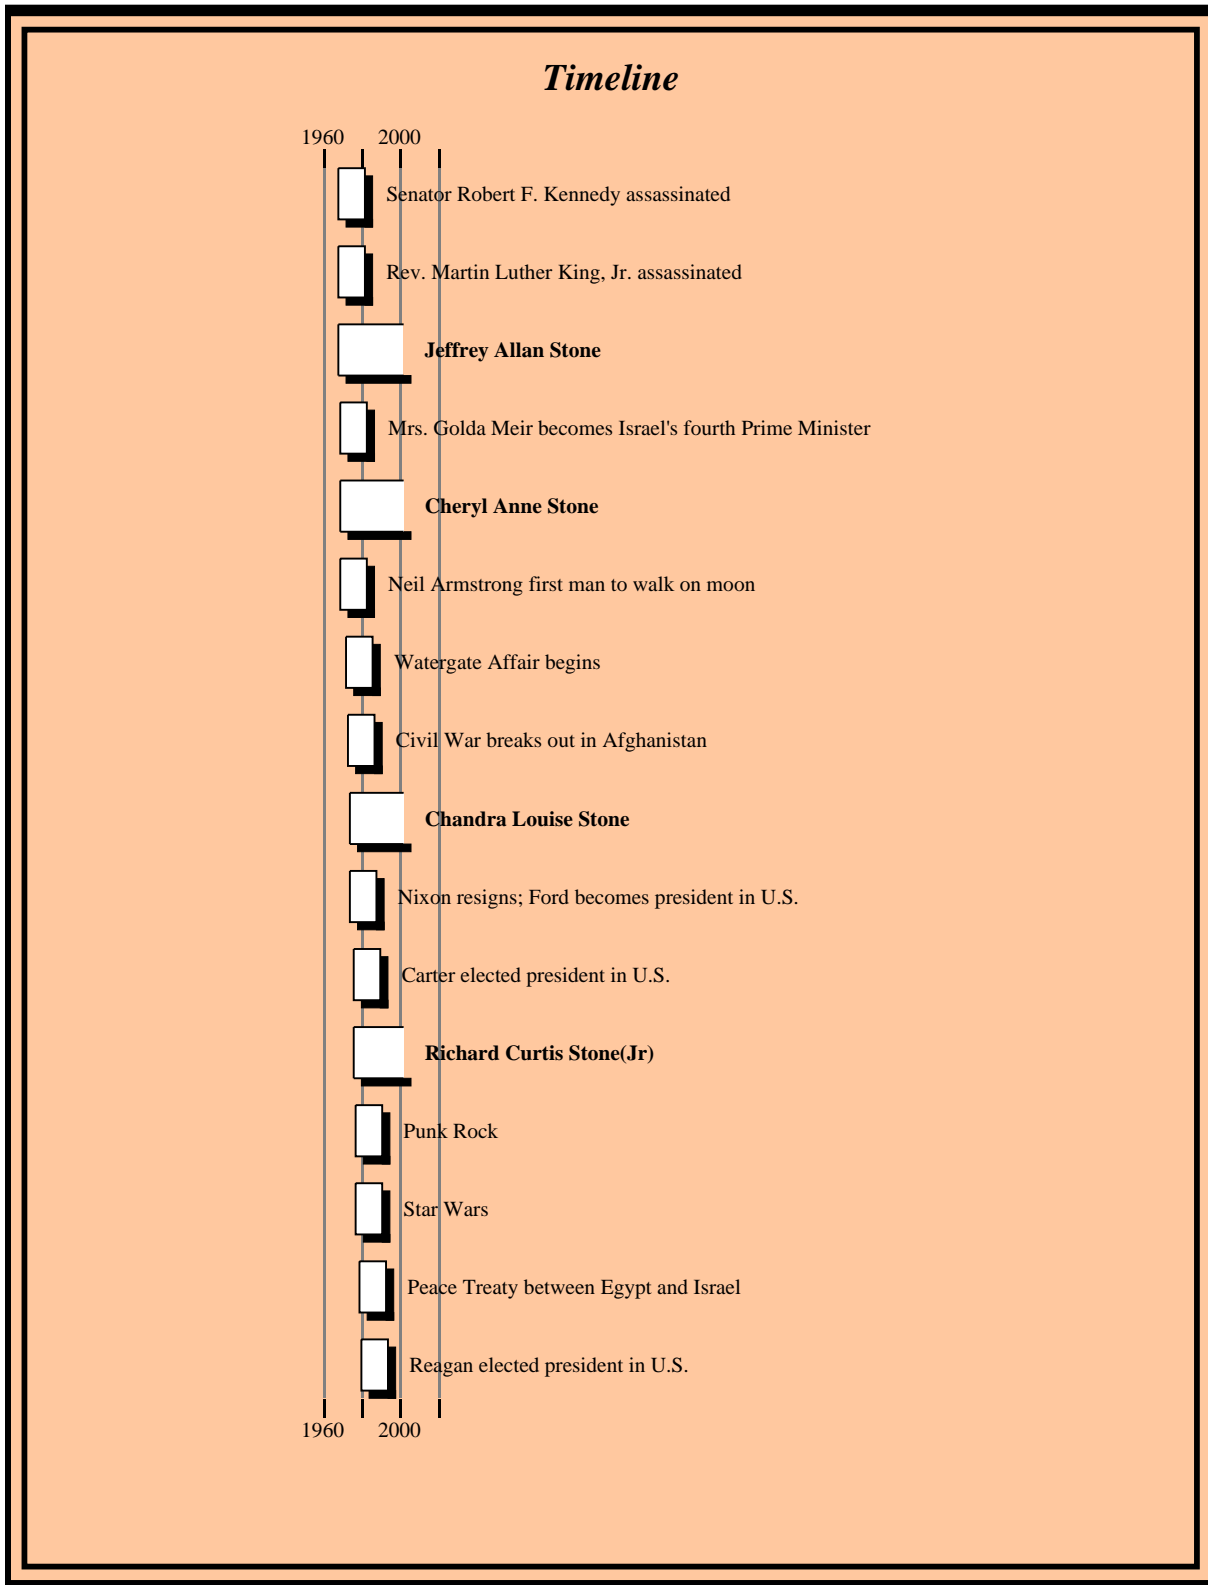 Timeline
1960 2000
Senator Robert F. Kennedy assassinated
Rev. Martin Luther King, Jr. assassinated
Jeffrey Allan Stone
Mrs. Golda Meir becomes Israel's fourth Prime Minister
Cheryl Anne Stone
Neil Armstrong first man to walk on moon
Watergate Affair begins
Civil War breaks out in Afghanistan
Chandra Louise Stone
Nixon resigns; Ford becomes president in U.S.
Carter elected president in U.S.
Richard Curtis Stone(Jr)
Punk Rock
Star Wars
Peace Treaty between Egypt and Israel
Reagan elected president in U.S.
1960 2000